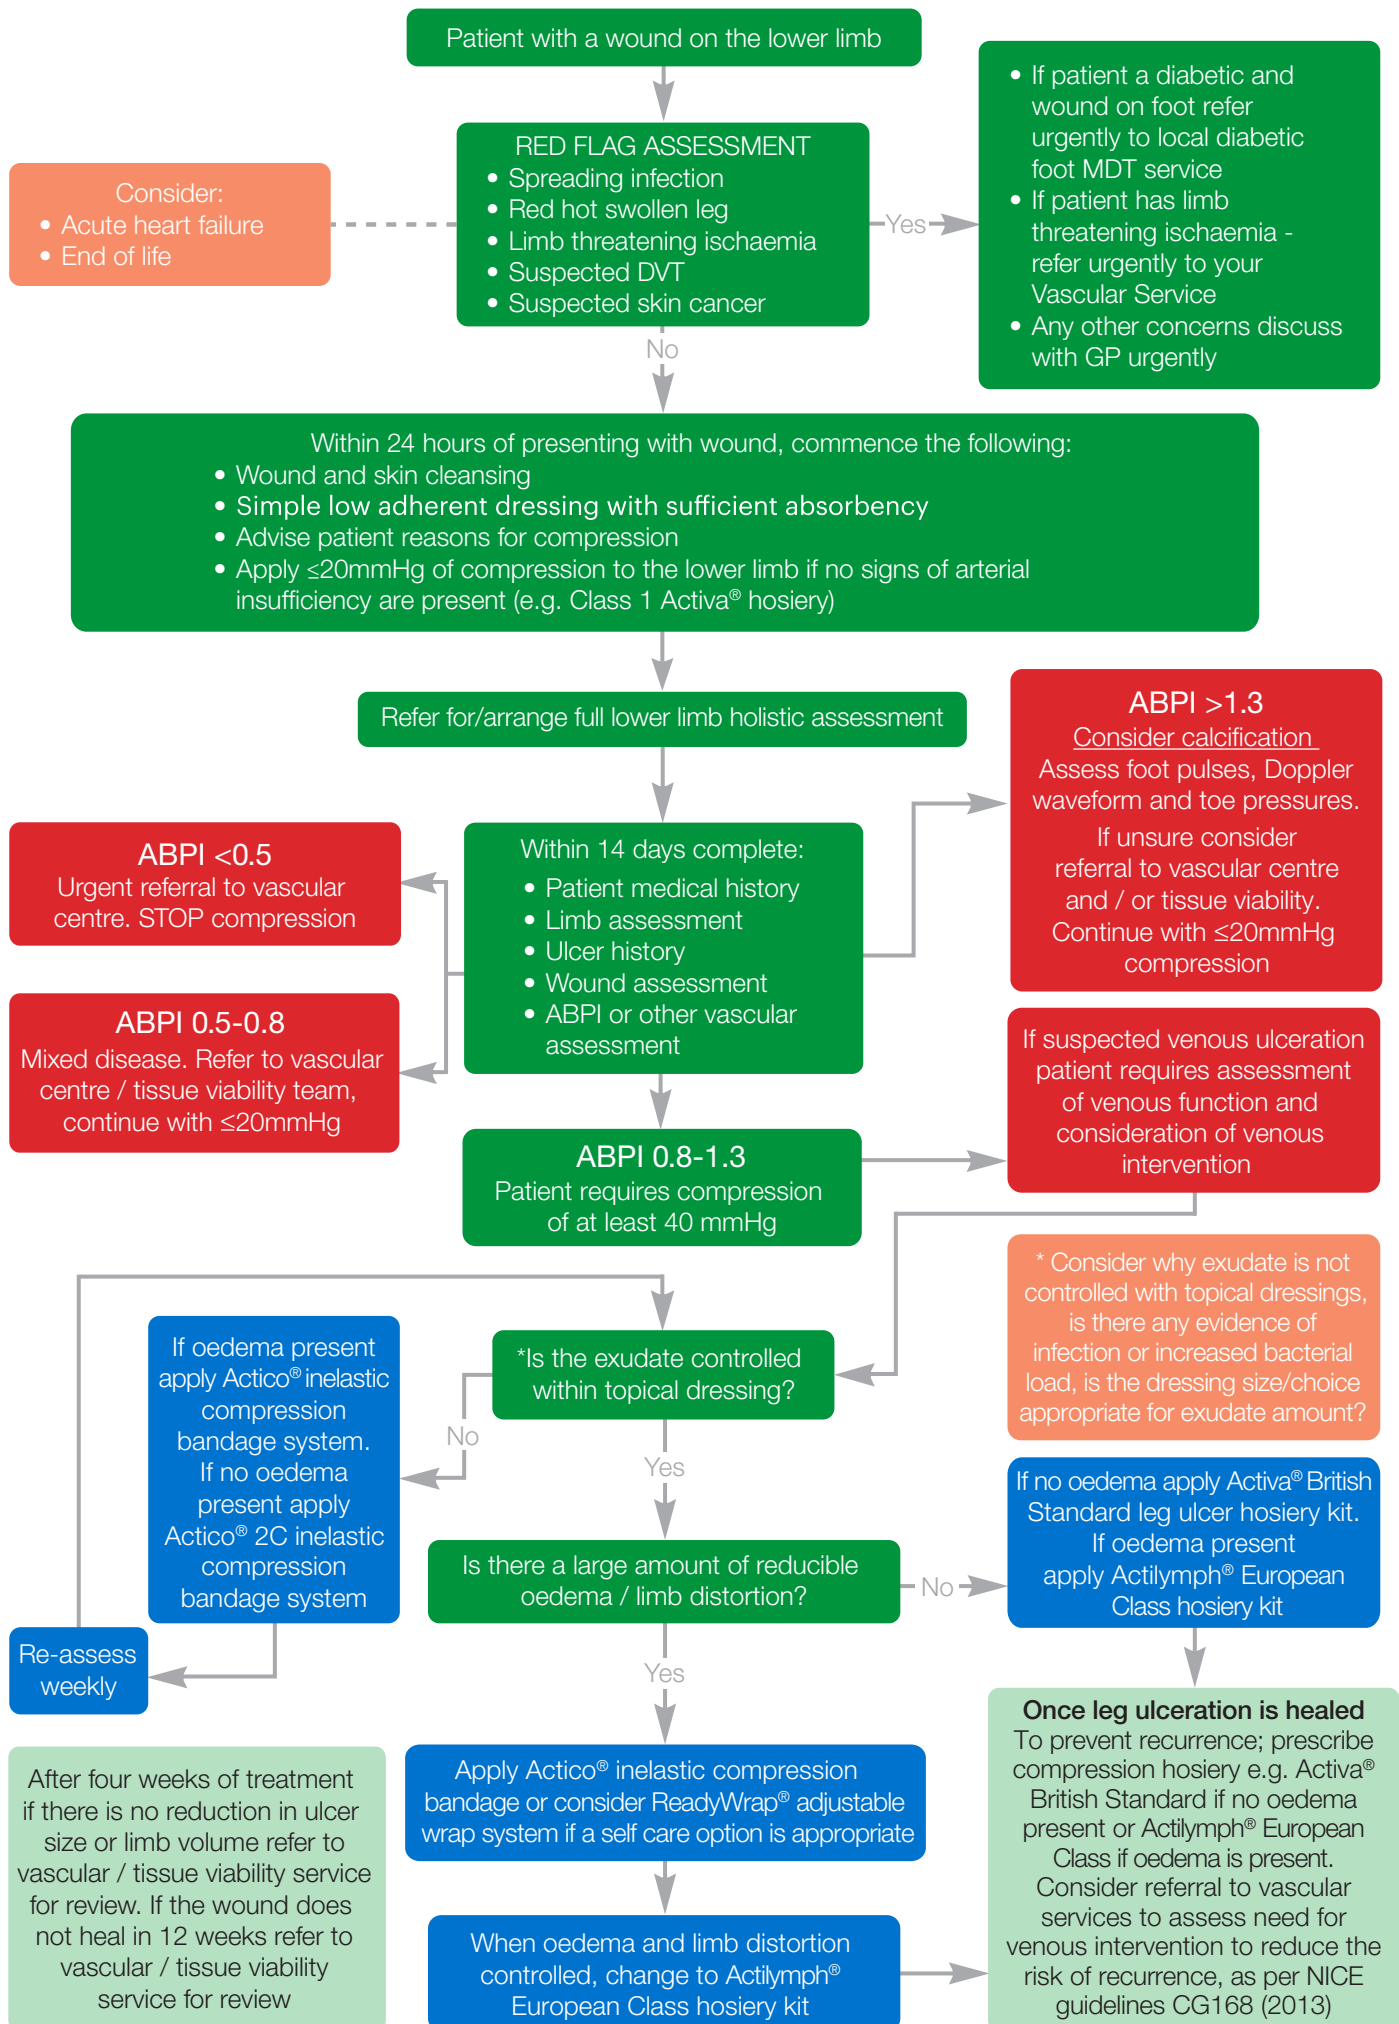 Patient with a wound on the lower limb
RED FLAG ASSESSMENT
• Spreading infection
• Red hot swollen leg
• Limb threatening ischaemia
• Suspected DVT
• Suspected skin cancer
Consider:
• Acute heart failure
• End of life
Yes
• If patient a diabetic and
wound on foot refer
urgently to local diabetic
foot MDT service
• If patient has limb
threatening ischaemia -
refer urgently to your
Vascular Service
• Any other concerns discuss
with GP urgently
No
Within 24 hours of presenting with wound, commence the following:
• Wound and skin cleansing
• Simple low adherent dressing with sufficient absorbency
• Advise patient reasons for compression
• Apply ≤20mmHg of compression to the lower limb if no signs of arterial
insufficiency are present (e.g. Class 1 Activa® hosiery)
Refer for/arrange full lower limb holistic assessment
ABPI >1.3
Consider calcification
Assess foot pulses, Doppler
waveform and toe pressures.
If unsure consider
referral to vascular centre
and / or tissue viability.
Continue with ≤20mmHg
compression
ABPI <0.5
Urgent referral to vascular
centre. STOP compression
Within 14 days complete:
• Patient medical history
• Limb assessment
• Ulcer history
• Wound assessment
• ABPI or other vascular
assessment
ABPI 0.5-0.8
Mixed disease. Refer to vascular
centre / tissue viability team,
continue with ≤20mmHg
If suspected venous ulceration
patient requires assessment
of venous function and
consideration of venous
intervention
ABPI 0.8-1.3
Patient requires compression
of at least 40 mmHg
* Consider why exudate is not
controlled with topical dressings,
is there any evidence of
infection or increased bacterial
load, is the dressing size/choice
appropriate for exudate amount?
*Is the exudate controlled
within topical dressing?
No
If oedema present
apply Actico® inelastic
compression
bandage system.
If no oedema
present apply
Actico® 2C inelastic
compression
bandage system
Re-assess
weekly
Yes
Is there a large amount of reducible
oedema / limb distortion?
No
If no oedema apply Activa® British
Standard leg ulcer hosiery kit.
If oedema present
apply Actilymph® European
Class hosiery kit
Yes
Apply Actico® inelastic compression
bandage or consider ReadyWrap® adjustable
wrap system if a self care option is appropriate
When oedema and limb distortion
controlled, change to Actilymph®
European Class hosiery kit
Once leg ulceration is healed
To prevent recurrence; prescribe
compression hosiery e.g. Activa®
British Standard if no oedema
present or Actilymph® European
Class if oedema is present.
Consider referral to vascular
services to assess need for
venous intervention to reduce the
risk of recurrence, as per NICE
guidelines CG168 (2013)
After four weeks of treatment
if there is no reduction in ulcer
size or limb volume refer to
vascular / tissue viability service
for review. If the wound does
not heal in 12 weeks refer to
vascular / tissue viability
service for review